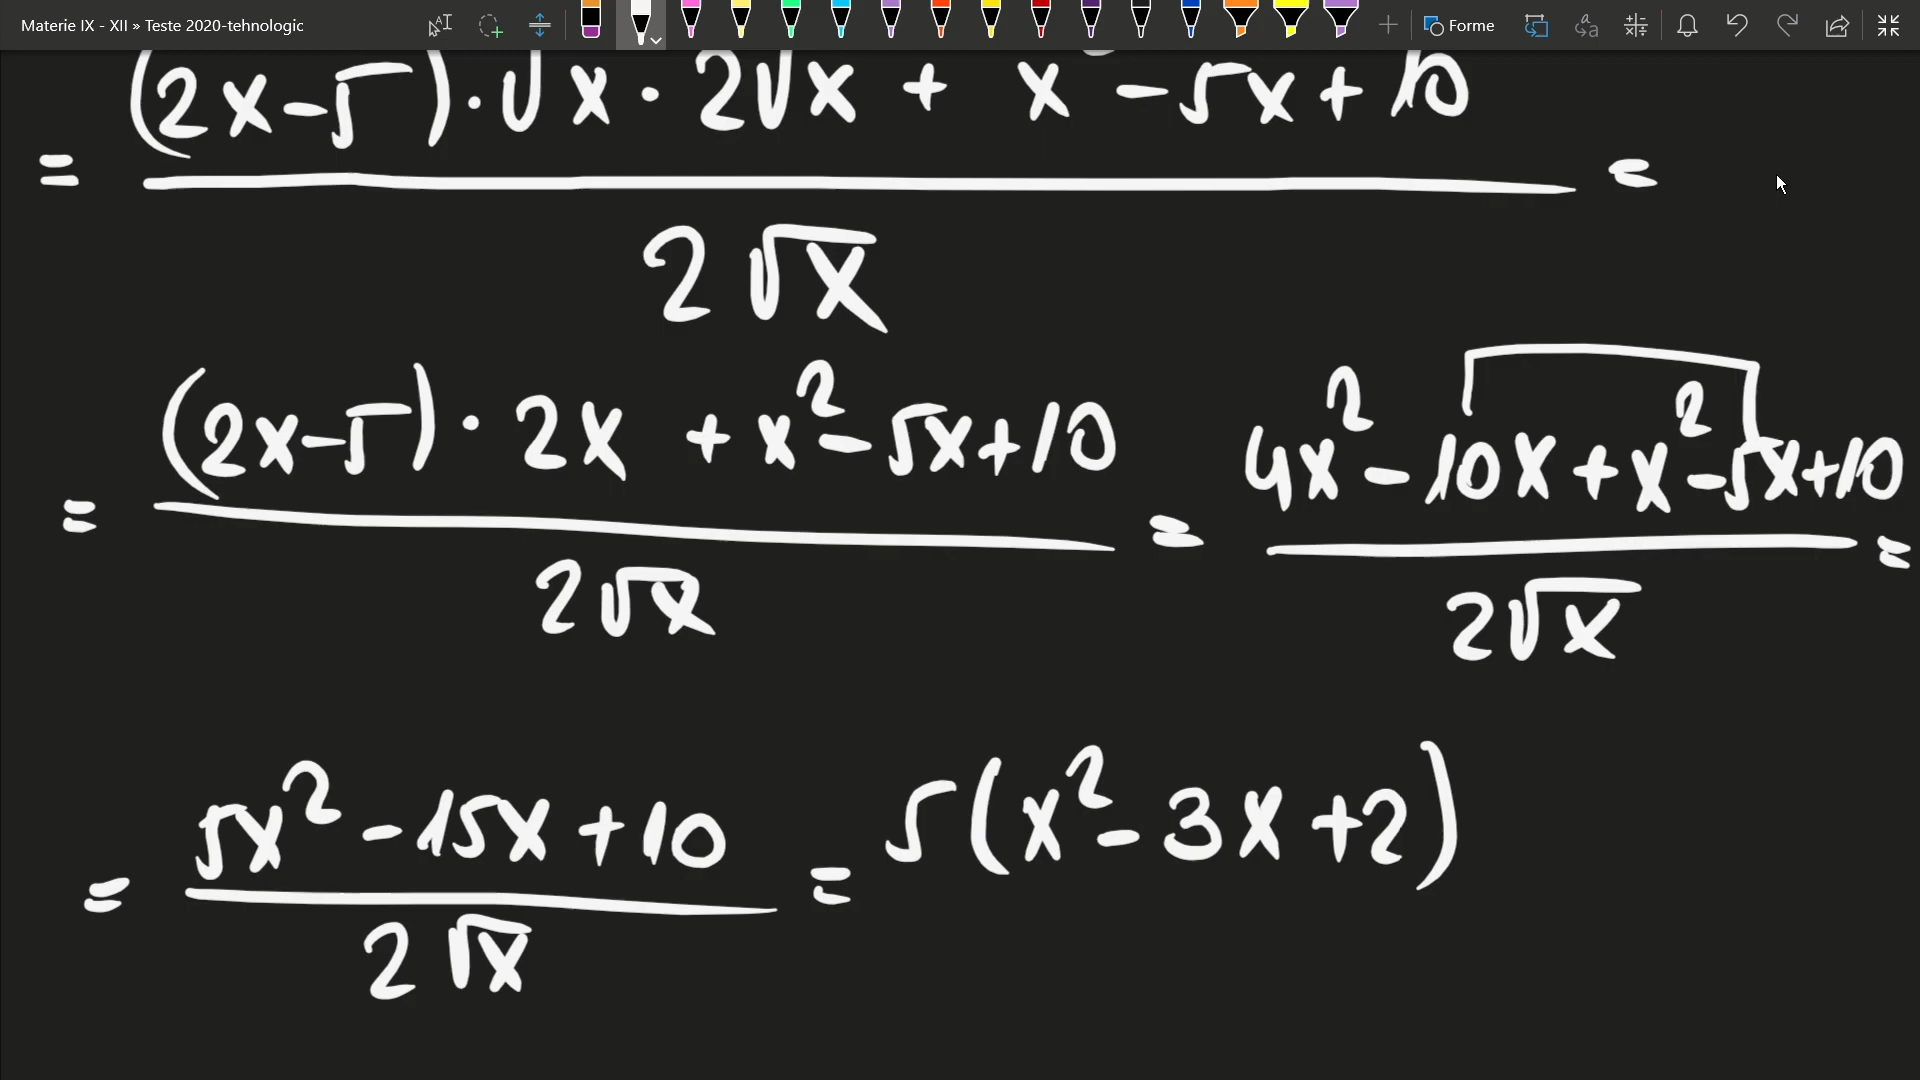 Materie IX - XII » Teste 2020-tehnologic Forme
= ((2x-5)·√x·2√x + x²-5x+10)/(2√x) =
= ((2x-5)·2x + x²-5x+10)/(2√x) = (4x²-10x+x²-5x+10)/(2√x) =
= (5x²-15x+10)/(2√x) = 5(x²-3x+2)